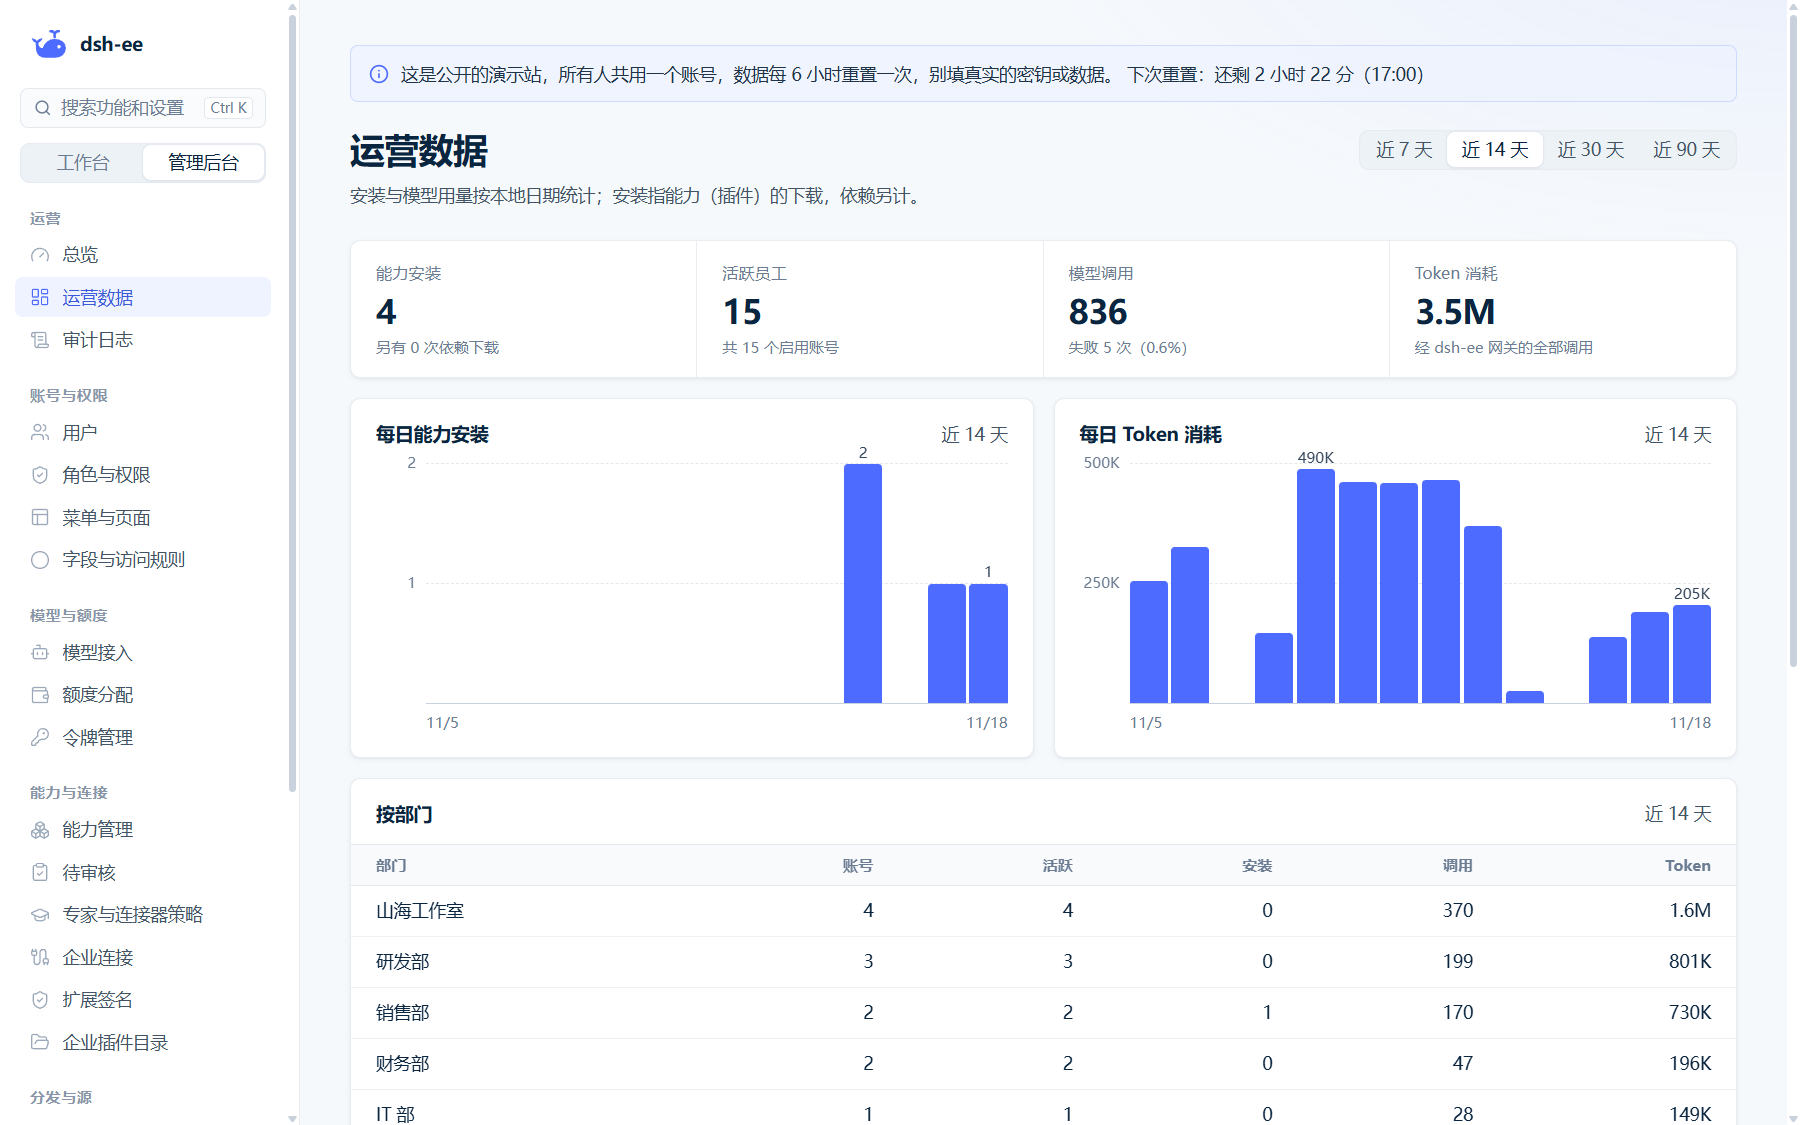 dsh-ee
搜索功能和设置 Ctrl K
工作台 管理后台
运营
总览
运营数据
审计日志
账号与权限
用户
角色与权限
菜单与页面
字段与访问规则
模型与额度
模型接入
额度分配
令牌管理
能力与连接
能力管理
待审核
专家与连接器策略
企业连接
扩展签名
企业插件目录
分发与源
这是公开的演示站，所有人共用一个账号，数据每 6 小时重置一次，别填真实的密钥或数据。 下次重置：还剩 2 小时 22 分（17:00）
运营数据
近 7 天 近 14 天 近 30 天 近 90 天
安装与模型用量按本地日期统计；安装指能力（插件）的下载，依赖另计。
能力安装
4
另有 0 次依赖下载
活跃员工
15
共 15 个启用账号
模型调用
836
失败 5 次（0.6%）
Token 消耗
3.5M
经 dsh-ee 网关的全部调用
每日能力安装 近 14 天
2
2
1
1
11/5 11/18
每日 Token 消耗 近 14 天
490K
500K
250K
205K
11/5 11/18
按部门 近 14 天
部门 账号 活跃 安装 调用 Token
山海工作室 4 4 0 370 1.6M
研发部 3 3 0 199 801K
销售部 2 2 1 170 730K
财务部 2 2 0 47 196K
IT 部 1 1 0 28 149K